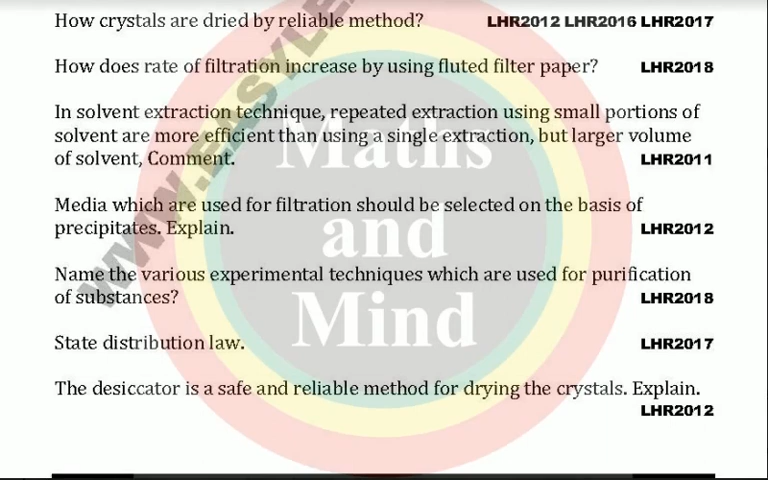 How crystals are dried by reliable method? LHR2012 LHR2016 LHR2017
How does rate of filtration increase by using fluted filter paper? LHR2018
In solvent extraction technique, repeated extraction using small portions of
solvent are more efficient than using a single extraction, but larger volume
of solvent, Comment. LHR2011
Media which are used for filtration should be selected on the basis of
precipitates. Explain. LHR2012
Name the various experimental techniques which are used for purification
of substances? LHR2018
State distribution law. LHR2017
The desiccator is a safe and reliable method for drying the crystals. Explain.
LHR2012
Maths
and
Mind